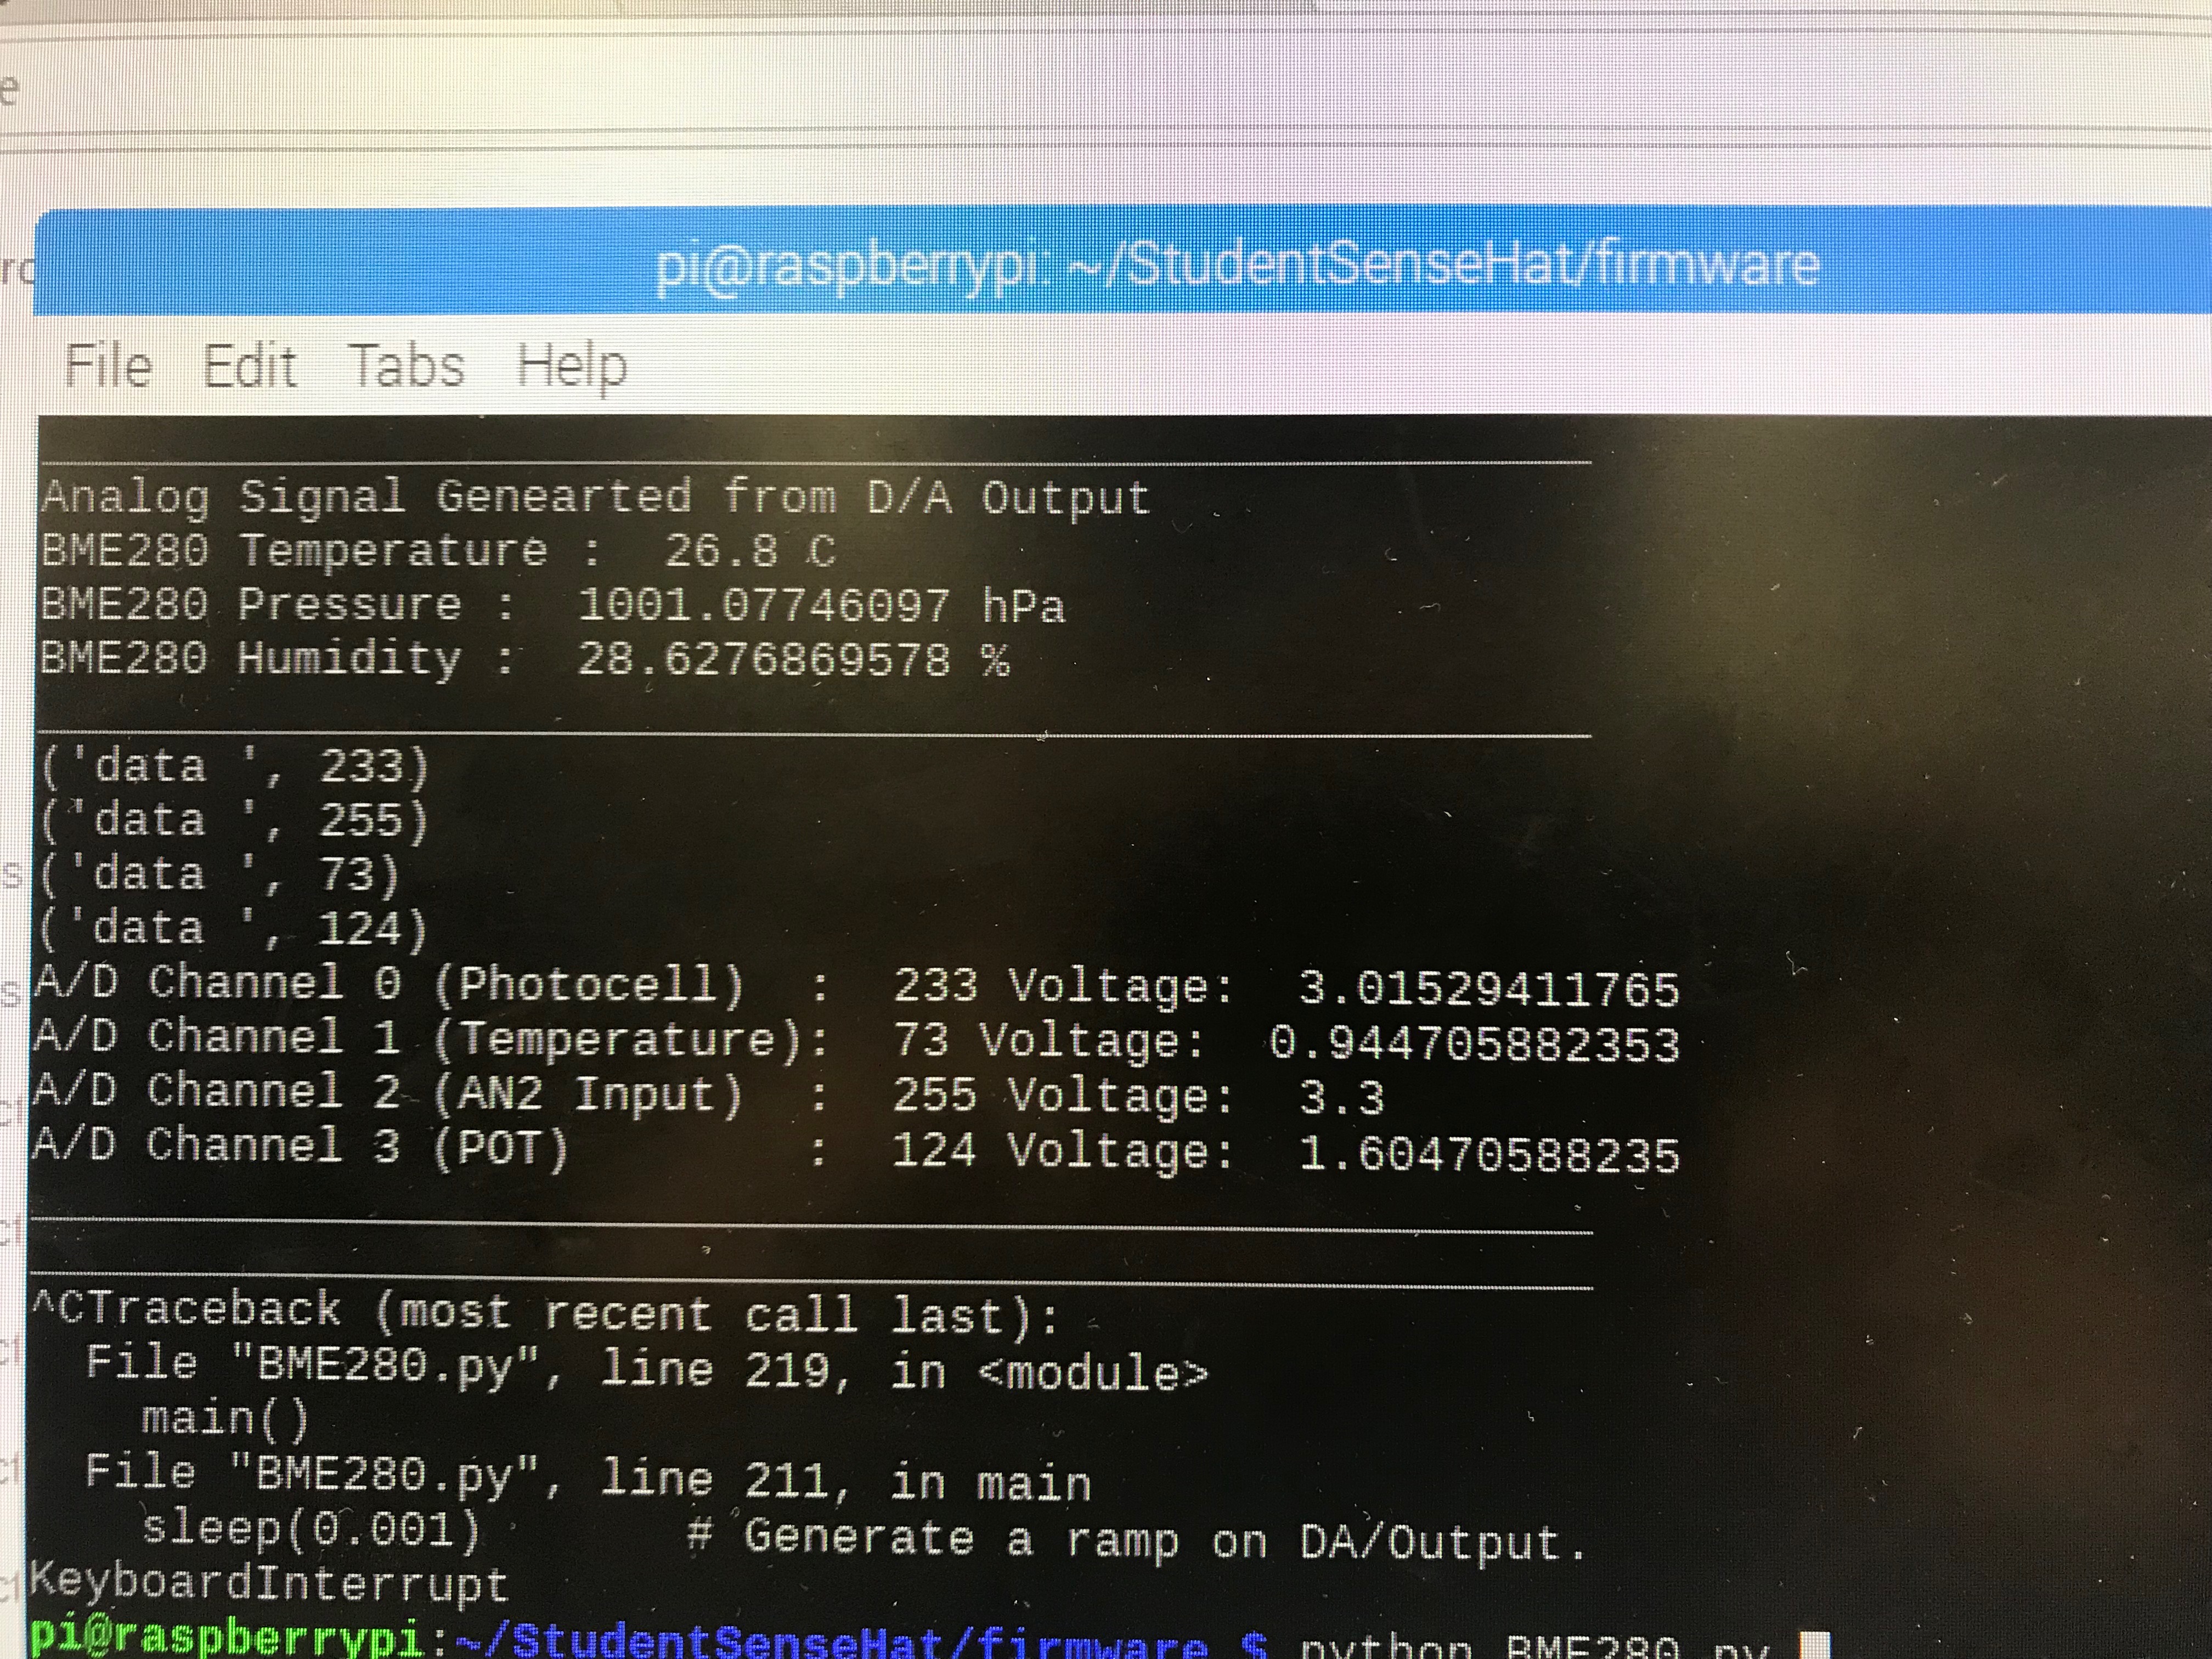 e
rc
pi@raspberrypi: ~/StudentSenseHat/firmware
File Edit Tabs Help
Analog Signal Genearted from D/A Output
BME280 Temperature : 26.8 C
BME280 Pressure : 1001.07746097 hPa
BME280 Humidity : 28.6276869578 %
('data ', 233)
('data ', 255)
('data ', 73)
('data ', 124)
A/D Channel 0 (Photocell) : 233 Voltage: 3.01529411765
A/D Channel 1 (Temperature): 73 Voltage: 0.944705882353
A/D Channel 2 (AN2 Input) : 255 Voltage: 3.3
A/D Channel 3 (POT) : 124 Voltage: 1.60470588235
^CTraceback (most recent call last):
File "BME280.py", line 219, in <module>
main()
File "BME280.py", line 211, in main
sleep(0.001) # Generate a ramp on DA/Output.
KeyboardInterrupt
pi@raspberrypi:~/StudentSenseHat/firmware $ python BME280.py